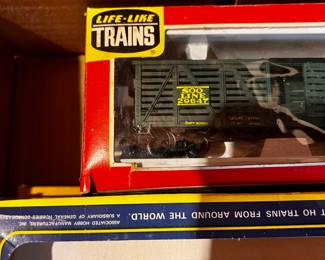 LIFE-LIKE
TRAINS
SOO
LINE
29647
T HO TRAINS FROM AROUND THE WORLD.
ASSOCIATED HOBBY MANUFACTURERS, INC.
A SUBSIDIARY OF GENERAL HOBBIES CORPORATION